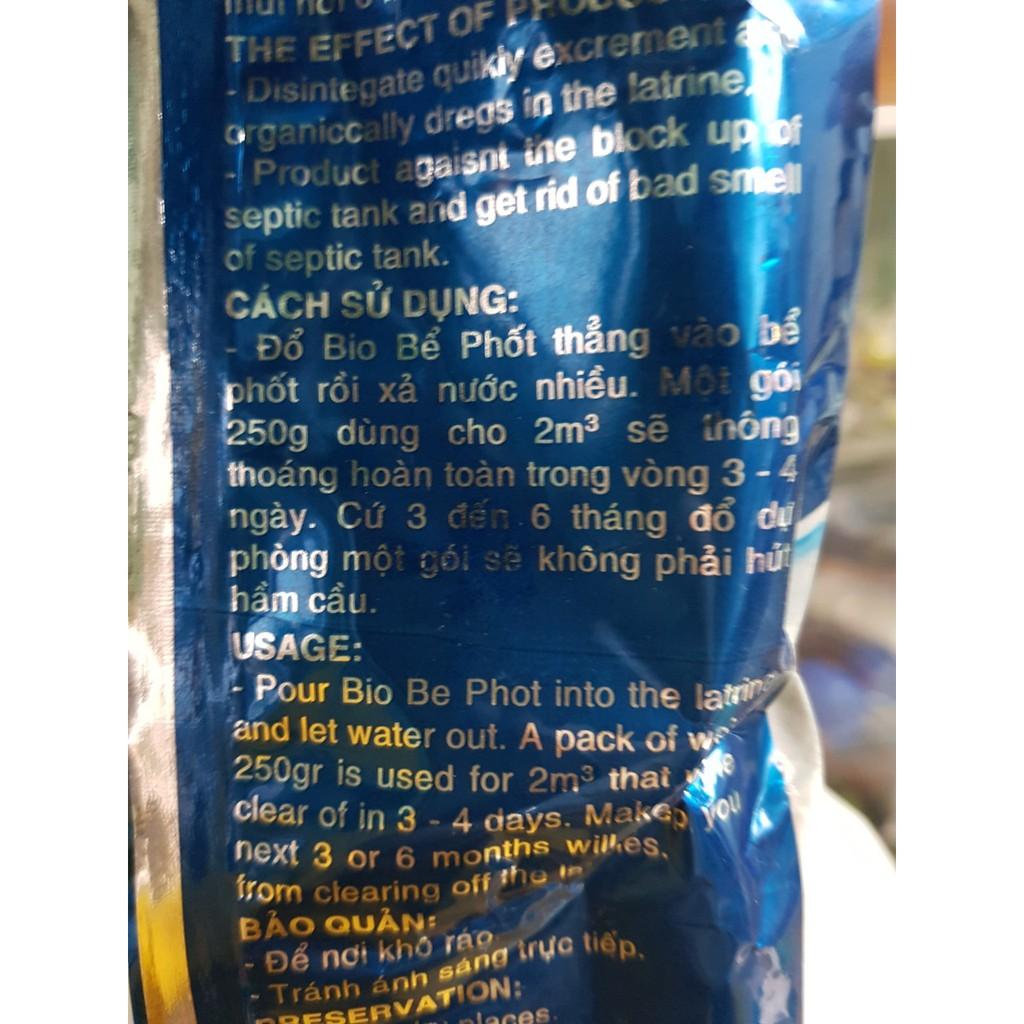 THE EFFECT OF
- Disintegate quikly excrement
organiccally dregs in the latrine,
- Product agaisnt the block up of
septic tank and get rid of bad smell
of septic tank.
CÁCH SỬ DỤNG:
- Đổ Bio Bể Phốt thẳng vào bể
phốt rồi xả nước nhiều. Một gói
250g dùng cho 2m³ sẽ thông
thoáng hoàn toàn trong vòng 3 - 4
ngày. Cứ 3 đến 6 tháng đổ dự
phòng một gói sẽ không phải hút
hầm cầu.
USAGE:
- Pour Bio Be Phot into the
and let water out. A pack of
250gr is used for 2m³ that
clear of in 3 - 4 days. you
next 3 or 6 months
from clearing off the
BẢO QUẢN:
- Để nơi khô ráo
- Tránh ánh sáng trực tiếp.
PRESERVATION:
places.